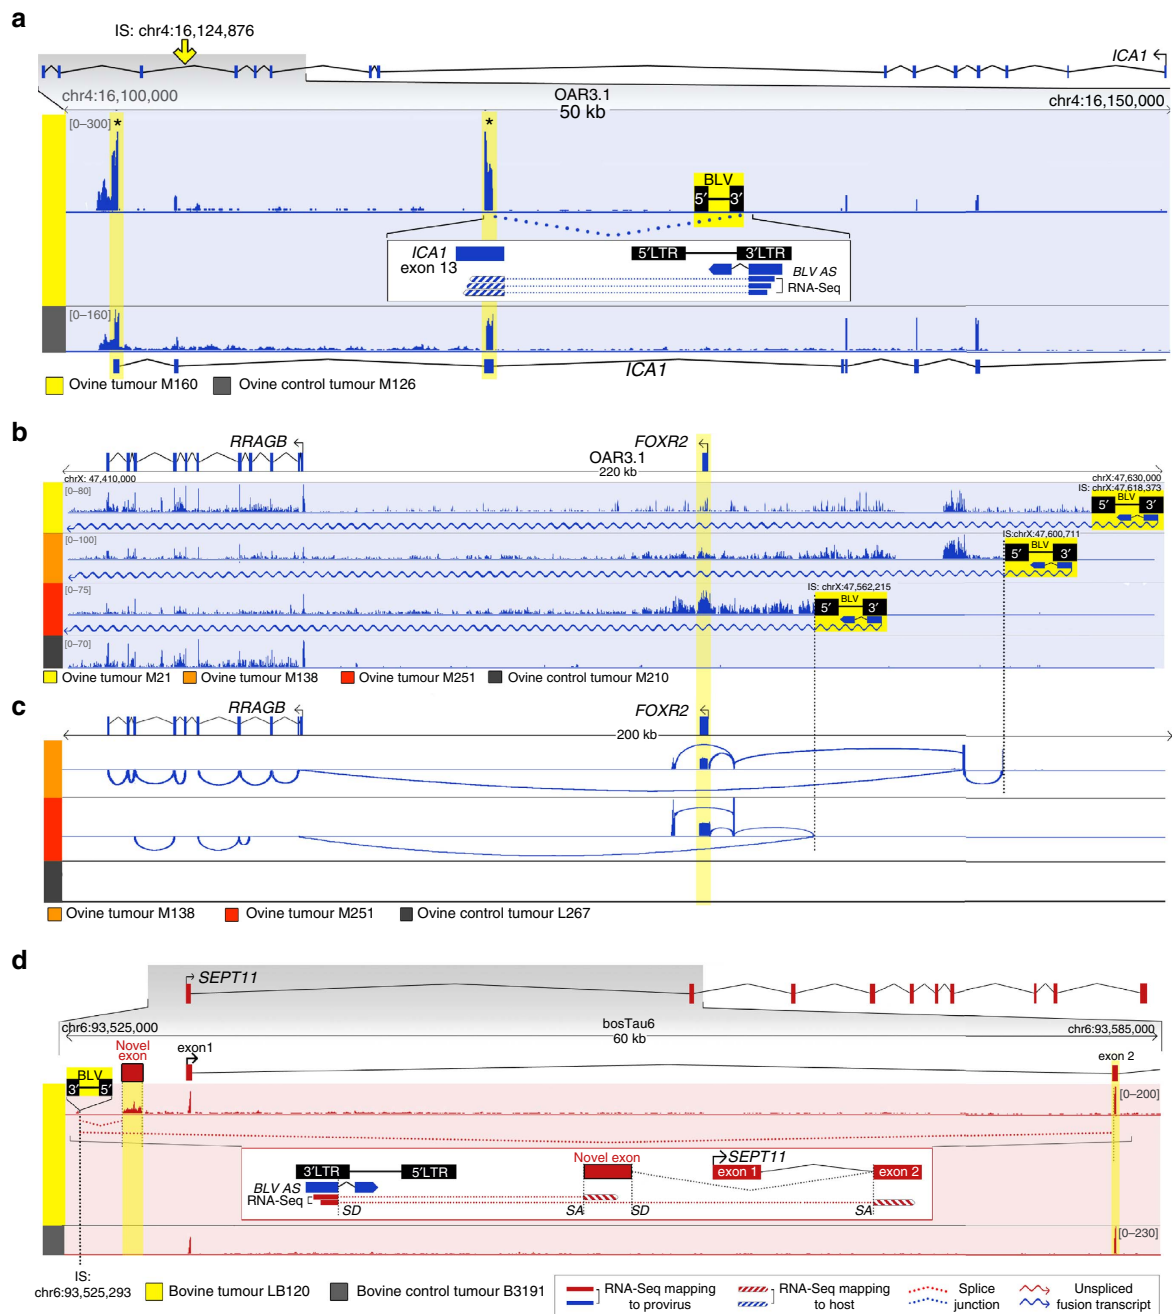 a
IS: chr4:16,124,876
ICA1
chr4:16,100,000
OAR3.1
50 kb
chr4:16,150,000
[0–300]
*
*
BLV
5′ 3′
ICA1
exon 13
5′LTR 3′LTR
BLV AS
RNA-Seq
[0–160]
ICA1
Ovine tumour M160 Ovine control tumour M126
b
RRAGB
FOXR2
OAR3.1
220 kb
chrX: 47,410,000
chrX:47,630,000
IS: chrX:47,618,373
[0–80]
BLV
5′ 3′
[0–100]
IS:chrX:47,600,711
BLV
5′ 3′
[0–75]
IS: chrX:47,562,215
BLV
5′ 3′
[0–70]
Ovine tumour M21 Ovine tumour M138 Ovine tumour M251 Ovine control tumour M210
c
RRAGB
FOXR2
200 kb
Ovine tumour M138 Ovine tumour M251 Ovine control tumour L267
d
SEPT11
chr6:93,525,000
bosTau6
60 kb
chr6:93,585,000
Novel
exon
exon1
exon 2
BLV
3′ 5′
[0–200]
Novel exon
SEPT11
3′LTR 5′LTR
exon 1 exon 2
BLV AS
RNA-Seq
SD SA SD SA
[0–230]
IS:
chr6:93,525,293
Bovine tumour LB120 Bovine control tumour B3191
RNA-Seq mapping
to provirus
RNA-Seq mapping
to host
Splice
junction
Unspliced
fusion transcript